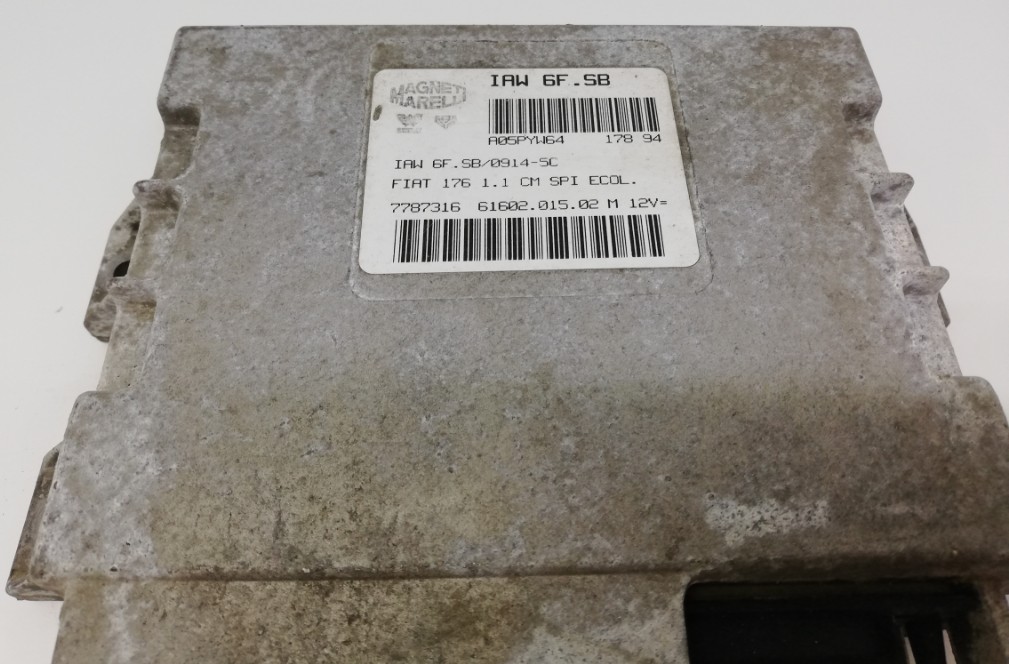 MAGNETI
MARELLI
IAW 6F.SB
A05PYW64 178 94
IAW 6F.SB/0914-5C
FIAT 176 1.1 CM SPI ECOL.
7787316 61602.015.02 M 12V=